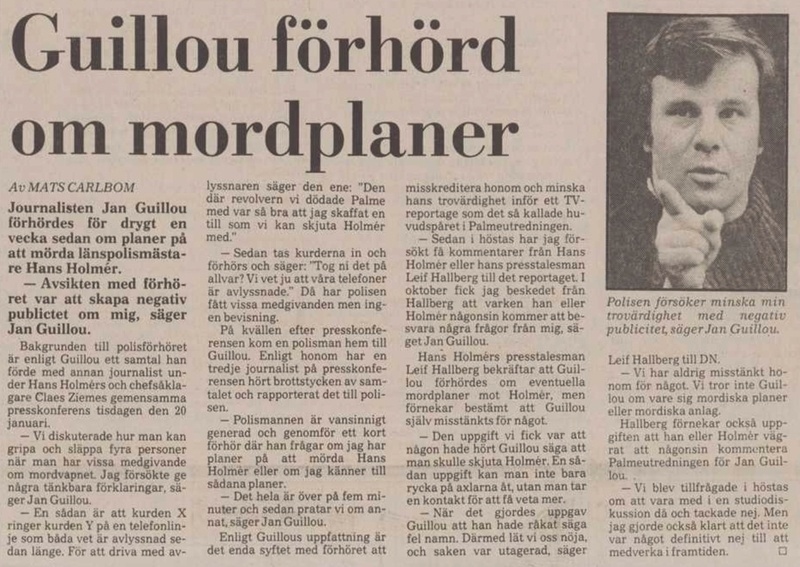 Guillou förhörd
om mordplaner
Av MATS CARLBOM
Journalisten Jan Guillou
förhördes för drygt en
vecka sedan om planer på
att mörda länspolismästa-
re Hans Holmér.
— Avsikten med förhö-
ret var att skapa negativ
publictet om mig, säger
Jan Guillou.
Bakgrunden till polisförhöret
är enligt Guillou ett samtal han
förde med annan journalist un-
der Hans Holmérs och chefsåkla-
gare Claes Ziemes gemensamma
presskonferens tisdagen den 20
januari.
— Vi diskuterade hur man kan
gripa och släppa fyra personer
när man har vissa medgivande
om mordvapnet. Jag försökte ge
några tänkbara förklaringar, sä-
ger Jan Guillou.
— En sådan är att kurden X
ringer kurden Y på en telefonlin-
je som båda vet är avlyssnad se-
dan länge. För att driva med av-
lyssnaren säger den ene: "Den
där revolvern vi dödade Palme
med var så bra att jag skaffat en
till som vi kan skjuta Holmér
med."
— Sedan tas kurderna in och
förhörs och säger: "Tog ni det på
allvar? Vi vet ju att våra telefoner
är avlyssnade." Då har polisen
fått vissa medgivanden men ing-
en bevisning.
På kvällen efter presskonfe-
rensen kom en polisman hem till
Guillou. Enligt honom har en
tredje journalist på presskonfe-
rensen hört brottstycken av sam-
talet och rapporterat det till poli-
sen.
— Polismannen är vansinnigt
generad och genomför ett kort
förhör där han frågar om jag har
planer på att mörda Hans
Holmér eller om jag känner till
sådana planer.
— Det hela är över på fem mi-
nuter och sedan pratar vi om an-
nat, säger Jan Guillou.
Enligt Guillous uppfattning är
det enda syftet med förhöret att
misskreditera honom och minska
hans trovärdighet inför ett TV-
reportage som det så kallade hu-
vudspåret i Palmeutredningen.
— Sedan i höstas har jag för-
sökt få kommentarer från Hans
Holmér eller hans presstalesman
Leif Hallberg till det reportaget. I
oktober fick jag beskedet från
Hallberg att varken han eller
Holmér någonsin kommer att be-
svara några frågor från mig, sä-
get Jan Guillou.
Hans Holmérs presstalesman
Leif Hallberg bekräftar att Guil-
lou förhördes om eventuella
mordplaner mot Holmér, men
förnekar bestämt att Guillou
själv misstänkts för något.
— Den uppgift vi fick var att
någon hade hört Guillou säga att
man skulle skjuta Holmér. En så-
dan uppgift kan man inte bara
rycka på axlarna åt, utan man tar
en kontakt för att få veta mer.
— När det gjordes uppgav
Guillou att han hade råkat säga
fel namn. Därmed lät vi oss nöja,
och saken var utagerad, säger
Polisen försöker minska min
trovärdighet med negativ
publicitet, säger Jan Guillou.
Leif Hallberg till DN.
— Vi har aldrig misstänkt ho-
nom för något. Vi tror inte Guil-
lou om vare sig mordiska planer
eller mordiska anlag.
Hallberg förnekar också upp-
giften att han eller Holmér väg-
rat att någonsin kommentera
Palmeutredningen för Jan Guil-
lou.
— Vi blev tillfrågade i höstas
om att vara med i en studiodis-
kussion då och tackade nej. Men
jag gjorde också klart att det inte
var något definitivt nej till att
medverka i framtiden. □